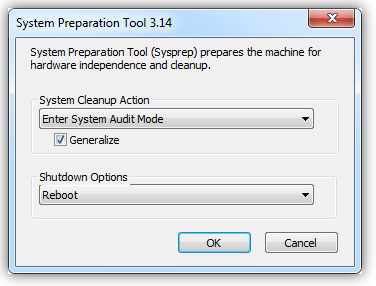 System Preparation Tool 3.14
System Preparation Tool (Sysprep) prepares the machine for
hardware independence and cleanup.
System Cleanup Action
Enter System Audit Mode
Generalize
Shutdown Options
Reboot
OK
Cancel